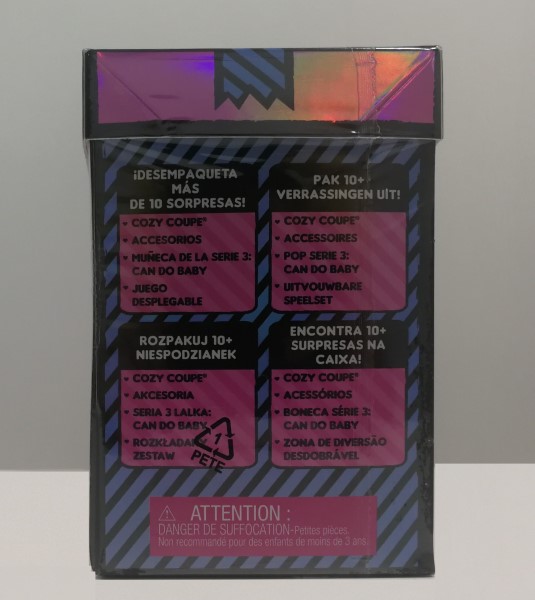 ¡DESEMPAQUETA
MÁS
DE 10 SORPRESAS!
COZY COUPE®
ACCESORIOS
MUÑECA DE LA SERIE 3:
CAN DO BABY
JUEGO
DESPLEGABLE
PAK 10+
VERRASSINGEN UIT!
COZY COUPE®
ACCESSOIRES
POP SERIE 3:
CAN DO BABY
UITVOUWBARE
SPEELSET
ROZPAKUJ 10+
NIESPODZIANEK
COZY COUPE®
AKCESORIA
SERIA 3 LALKA:
CAN DO BABY
ROZKŁADANY
ZESTAW
1
PETE
ENCONTRA 10+
SURPRESAS NA
CAIXA!
COZY COUPE®
ACESSÓRIOS
BONECA SÉRIE 3:
CAN DO BABY
ZONA DE DIVERSÃO
DESDOBRÁVEL
ATTENTION :
DANGER DE SUFFOCATION-Petites pièces.
Non recommandé pour des enfants de moins de 3 ans.